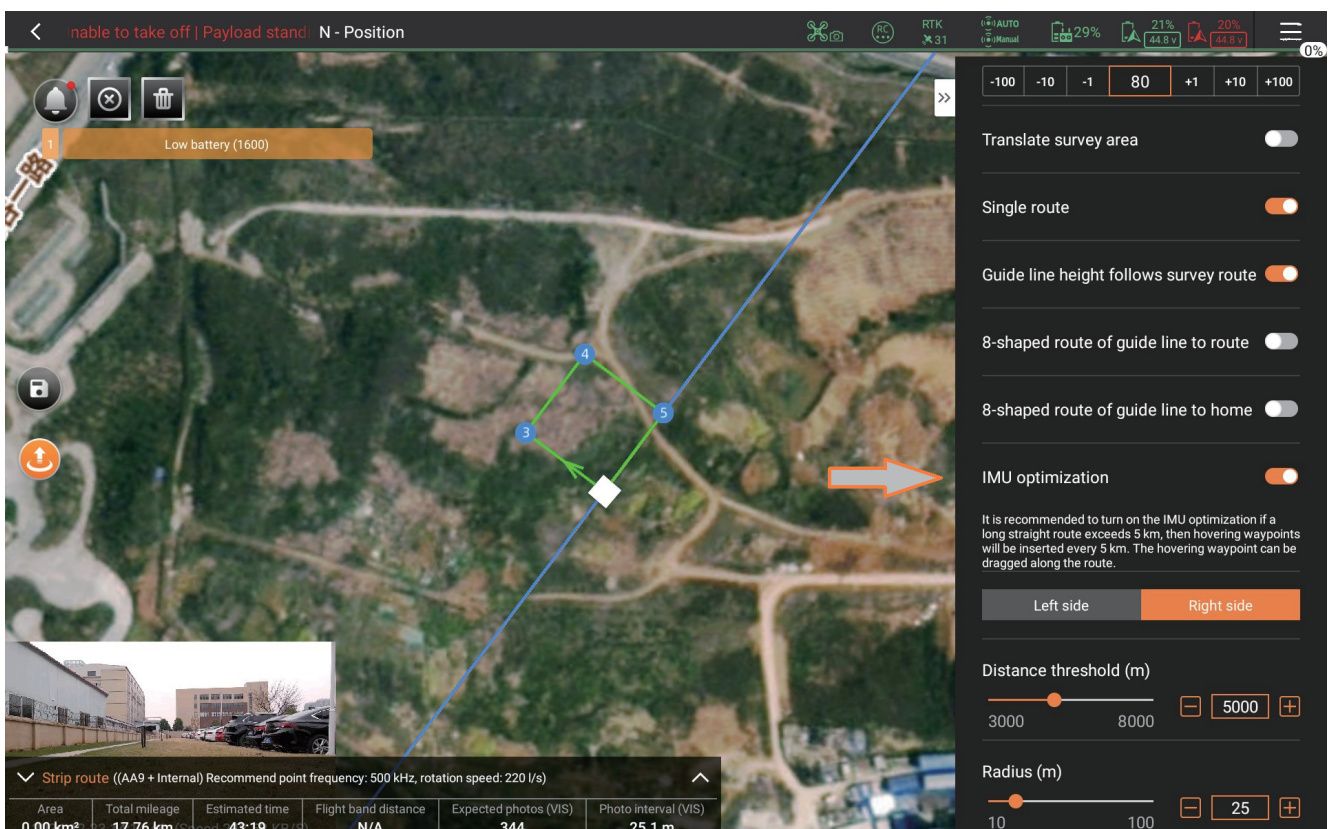 nable to take off | Payload standi N - Position
RC
RTK
31
AUTO
Manual
29%
21%
44.8 v
20%
44.8 v
0%
-100 -10 -1 80 +1 +10 +100
1 Low battery (1600)
Translate survey area
Single route
Guide line height follows survey route
8-shaped route of guide line to route
8-shaped route of guide line to home
4
5
3
IMU optimization
It is recommended to turn on the IMU optimization if a
long straight route exceeds 5 km, then hovering waypoints
will be inserted every 5 km. The hovering waypoint can be
dragged along the route.
Left side Right side
Distance threshold (m)
3000 8000 5000
Radius (m)
10 100 25
Strip route ((AA9 + Internal) Recommend point frequency: 500 kHz, rotation speed: 220 l/s)
Area Total mileage Estimated time Flight band distance Expected photos (VIS) Photo interval (VIS)
0.00 km² 17.76 km 43:19 N/A 344 25.1 m